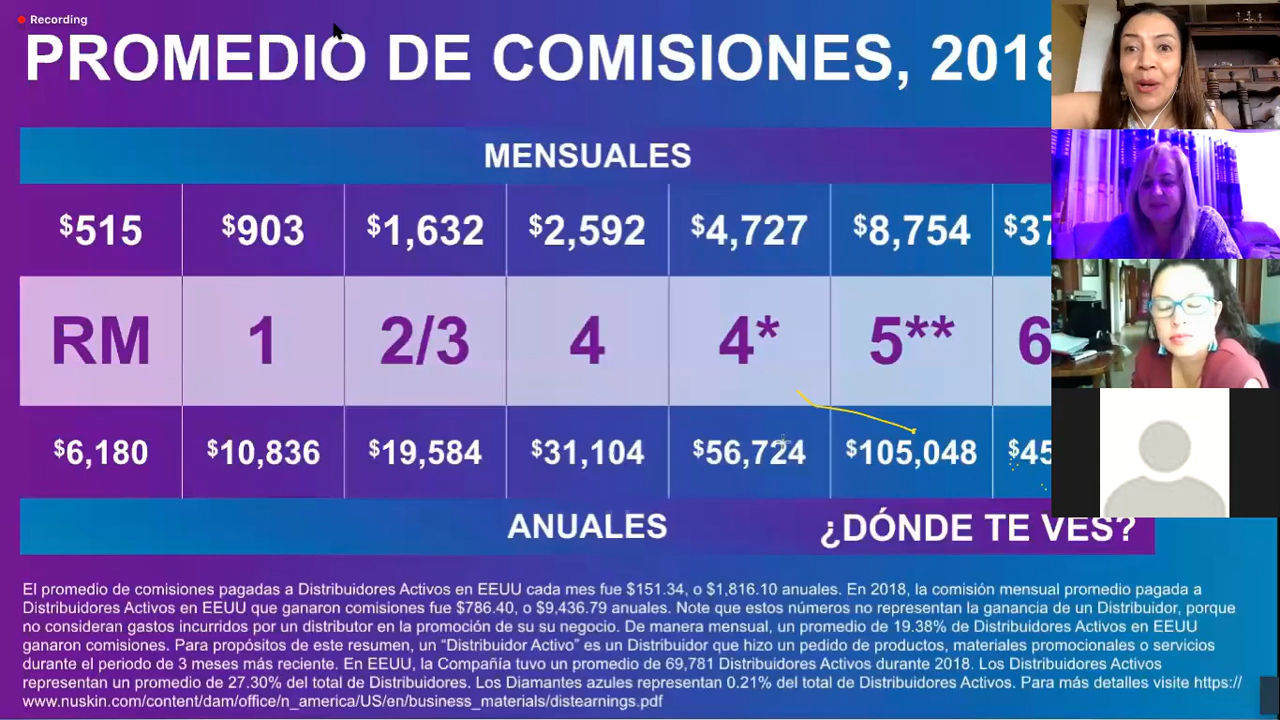 Recording
PROMEDIO DE COMISIONES, 2018
MENSUALES
$515 $903 $1,632 $2,592 $4,727 $8,754 $37
RM 1 2/3 4 4* 5** 6
$6,180 $10,836 $19,584 $31,104 $56,724 $105,048 $45
ANUALES ¿DÓNDE TE VES?
El promedio de comisiones pagadas a Distribuidores Activos en EEUU cada mes fue $151.34, o $1,816.10 anuales. En 2018, la comisión mensual promedio pagada a
Distribuidores Activos en EEUU que ganaron comisiones fue $786.40, o $9,436.79 anuales. Note que estos números no representan la ganancia de un Distribuidor, porque
no consideran gastos incurridos por un distributor en la promoción de su su negocio. De manera mensual, un promedio de 19.38% de Distribuidores Activos en EEUU
ganaron comisiones. Para propósitos de este resumen, un “Distribuidor Activo” es un Distribuidor que hizo un pedido de productos, materiales promocionales o servicios
durante el periodo de 3 meses más reciente. En EEUU, la Compañía tuvo un promedio de 69,781 Distribuidores Activos durante 2018. Los Distribuidores Activos
representan un promedio de 27.30% del total de Distribuidores. Los Diamantes azules representan 0.21% del total de Distribuidores Activos. Para más detalles visite https://
www.nuskin.com/content/dam/office/n_america/US/en/business_materials/distearnings.pdf